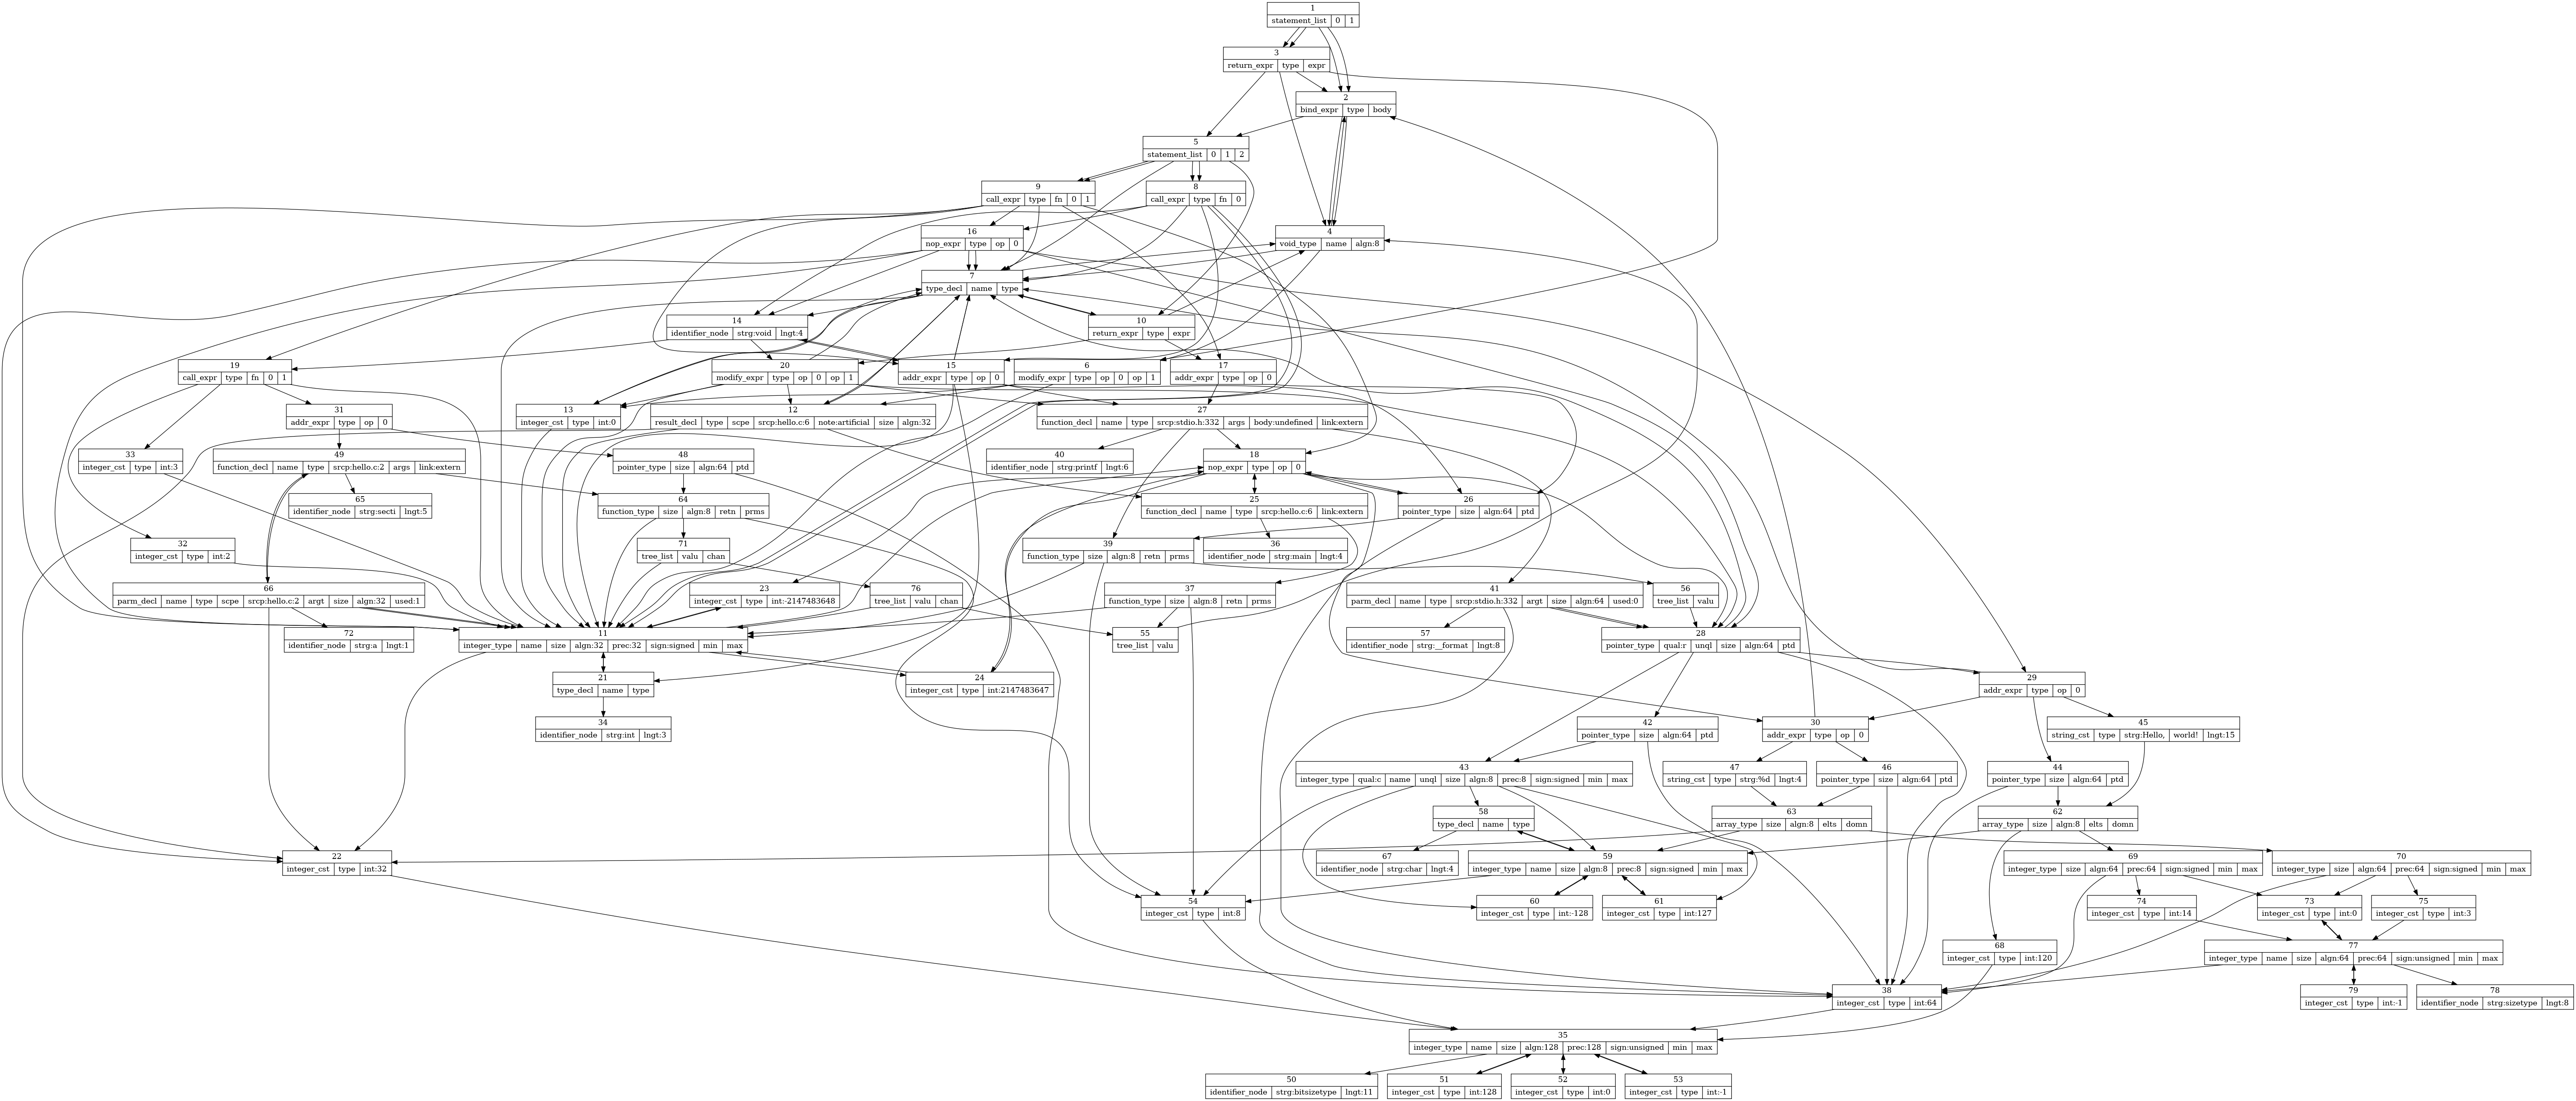 1
statement_list 0 1
3
return_expr type expr
2
bind_expr type body
5
statement_list 0 1 2
9
call_expr type fn 0 1
8
call_expr type fn 0
16
nop_expr type op 0
4
void_type name algn:8
7
type_decl name type
14
identifier_node strg:void lngt:4
10
return_expr type expr
19
call_expr type fn 0 1
20
modify_expr type op 0 op 1
15
addr_expr type op 0
6
modify_expr type op 0 op 1
17
addr_expr type op 0
31
addr_expr type op 0
13
integer_cst type int:0
12
result_decl type scpe srcp:hello.c:6 note:artificial size algn:32
27
function_decl name type srcp:stdio.h:332 args body:undefined link:extern
33
integer_cst type int:3
49
function_decl name type srcp:hello.c:2 args link:extern
48
pointer_type size algn:64 ptd
40
identifier_node strg:printf lngt:6
18
nop_expr type op 0
65
identifier_node strg:secti lngt:5
64
function_type size algn:8 retn prms
25
function_decl name type srcp:hello.c:6 link:extern
26
pointer_type size algn:64 ptd
32
integer_cst type int:2
71
tree_list valu chan
39
function_type size algn:8 retn prms
36
identifier_node strg:main lngt:4
66
parm_decl name type scpe srcp:hello.c:2 argt size algn:32 used:1
23
integer_cst type int:-2147483648
76
tree_list valu chan
37
function_type size algn:8 retn prms
41
parm_decl name type srcp:stdio.h:332 argt size algn:64 used:0
56
tree_list valu
72
identifier_node strg:a lngt:1
11
integer_type name size algn:32 prec:32 sign:signed min max
55
tree_list valu
57
identifier_node strg:__format lngt:8
28
pointer_type qual:r unql size algn:64 ptd
21
type_decl name type
24
integer_cst type int:2147483647
29
addr_expr type op 0
34
identifier_node strg:int lngt:3
42
pointer_type size algn:64 ptd
30
addr_expr type op 0
45
string_cst type strg:Hello, world! lngt:15
43
integer_type qual:c name unql size algn:8 prec:8 sign:signed min max
47
string_cst type strg:%d lngt:4
46
pointer_type size algn:64 ptd
44
pointer_type size algn:64 ptd
58
type_decl name type
63
array_type size algn:8 elts domn
62
array_type size algn:8 elts domn
22
integer_cst type int:32
67
identifier_node strg:char lngt:4
59
integer_type name size algn:8 prec:8 sign:signed min max
69
integer_type size algn:64 prec:64 sign:signed min max
70
integer_type size algn:64 prec:64 sign:signed min max
54
integer_cst type int:8
60
integer_cst type int:-128
61
integer_cst type int:127
74
integer_cst type int:14
73
integer_cst type int:0
75
integer_cst type int:3
68
integer_cst type int:120
77
integer_type name size algn:64 prec:64 sign:unsigned min max
38
integer_cst type int:64
79
integer_cst type int:-1
78
identifier_node strg:sizetype lngt:8
35
integer_type name size algn:128 prec:128 sign:unsigned min max
50
identifier_node strg:bitsizetype lngt:11
51
integer_cst type int:128
52
integer_cst type int:0
53
integer_cst type int:-1